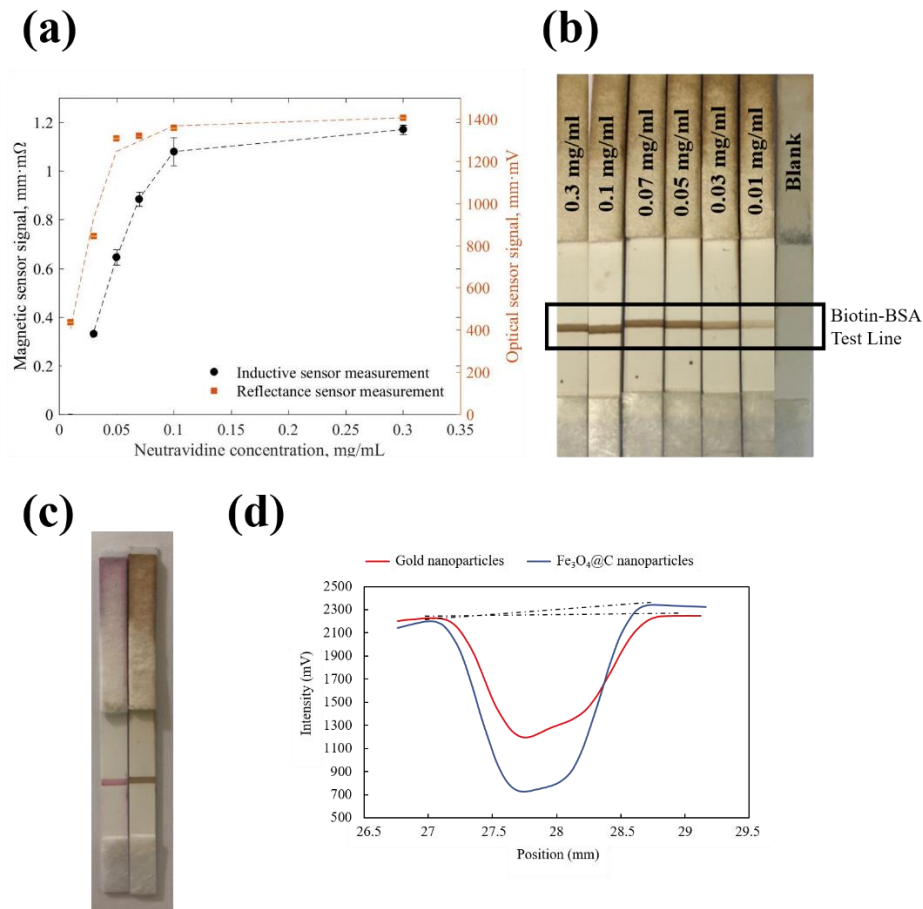 (a)
1.2
1
0.8
0.6
0.4
0.2
0
Magnetic sensor signal, mm·mΩ
0
0.05
0.1
0.15
0.2
0.25
0.3
0.35
Neutravidine concentration, mg/mL
1400
1200
1000
800
600
400
200
0
Optical sensor signal, mm·mV
Inductive sensor measurement
Reflectance sensor measurement
(b)
0.3 mg/ml
0.1 mg/ml
0.07 mg/ml
0.05 mg/ml
0.03 mg/ml
0.01 mg/ml
Blank
Biotin-BSA
Test Line
(c)
(d)
Gold nanoparticles
Fe₃O₄@C nanoparticles
2500
2300
2100
1900
1700
1500
1300
1100
900
700
500
Intensity (mV)
26.5
27
27.5
28
28.5
29
29.5
Position (mm)